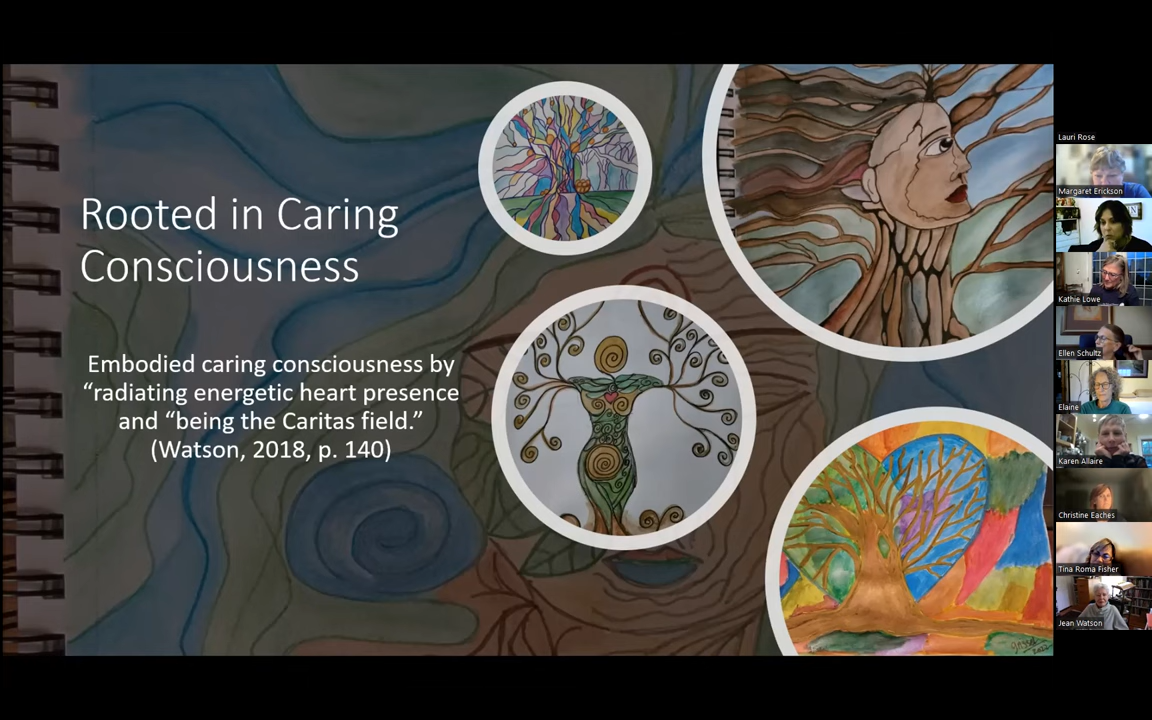 Rooted in Caring
Consciousness
Embodied caring consciousness by
“radiating energetic heart presence
and “being the Caritas field.”
(Watson, 2018, p. 140)
Lauri Rose
Margaret Erickson
Kathie Lowe
Ellen Schultz
Elaine
Karen Allaire
Christine Eaches
Tina Roma Fisher
Jean Watson